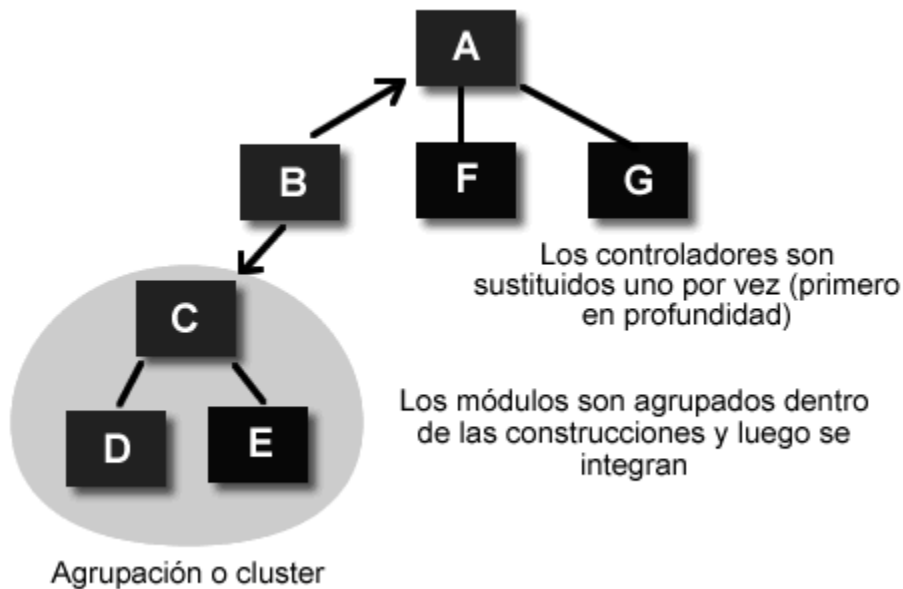 A
B
F
G
Los controladores son
sustituidos uno por vez (primero
en profundidad)
C
D
E
Los módulos son agrupados dentro
de las construcciones y luego se
integran
Agrupación o cluster